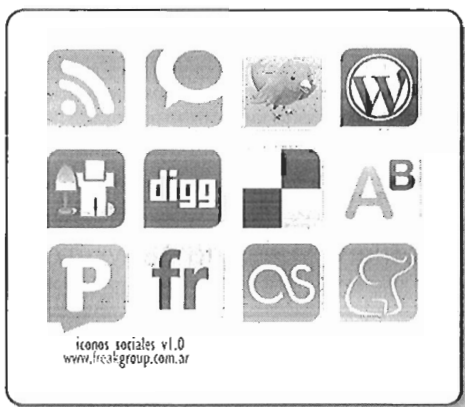 W
digg
A B
P fr
iconos sociales v1.0
www.freakgroup.com.ar